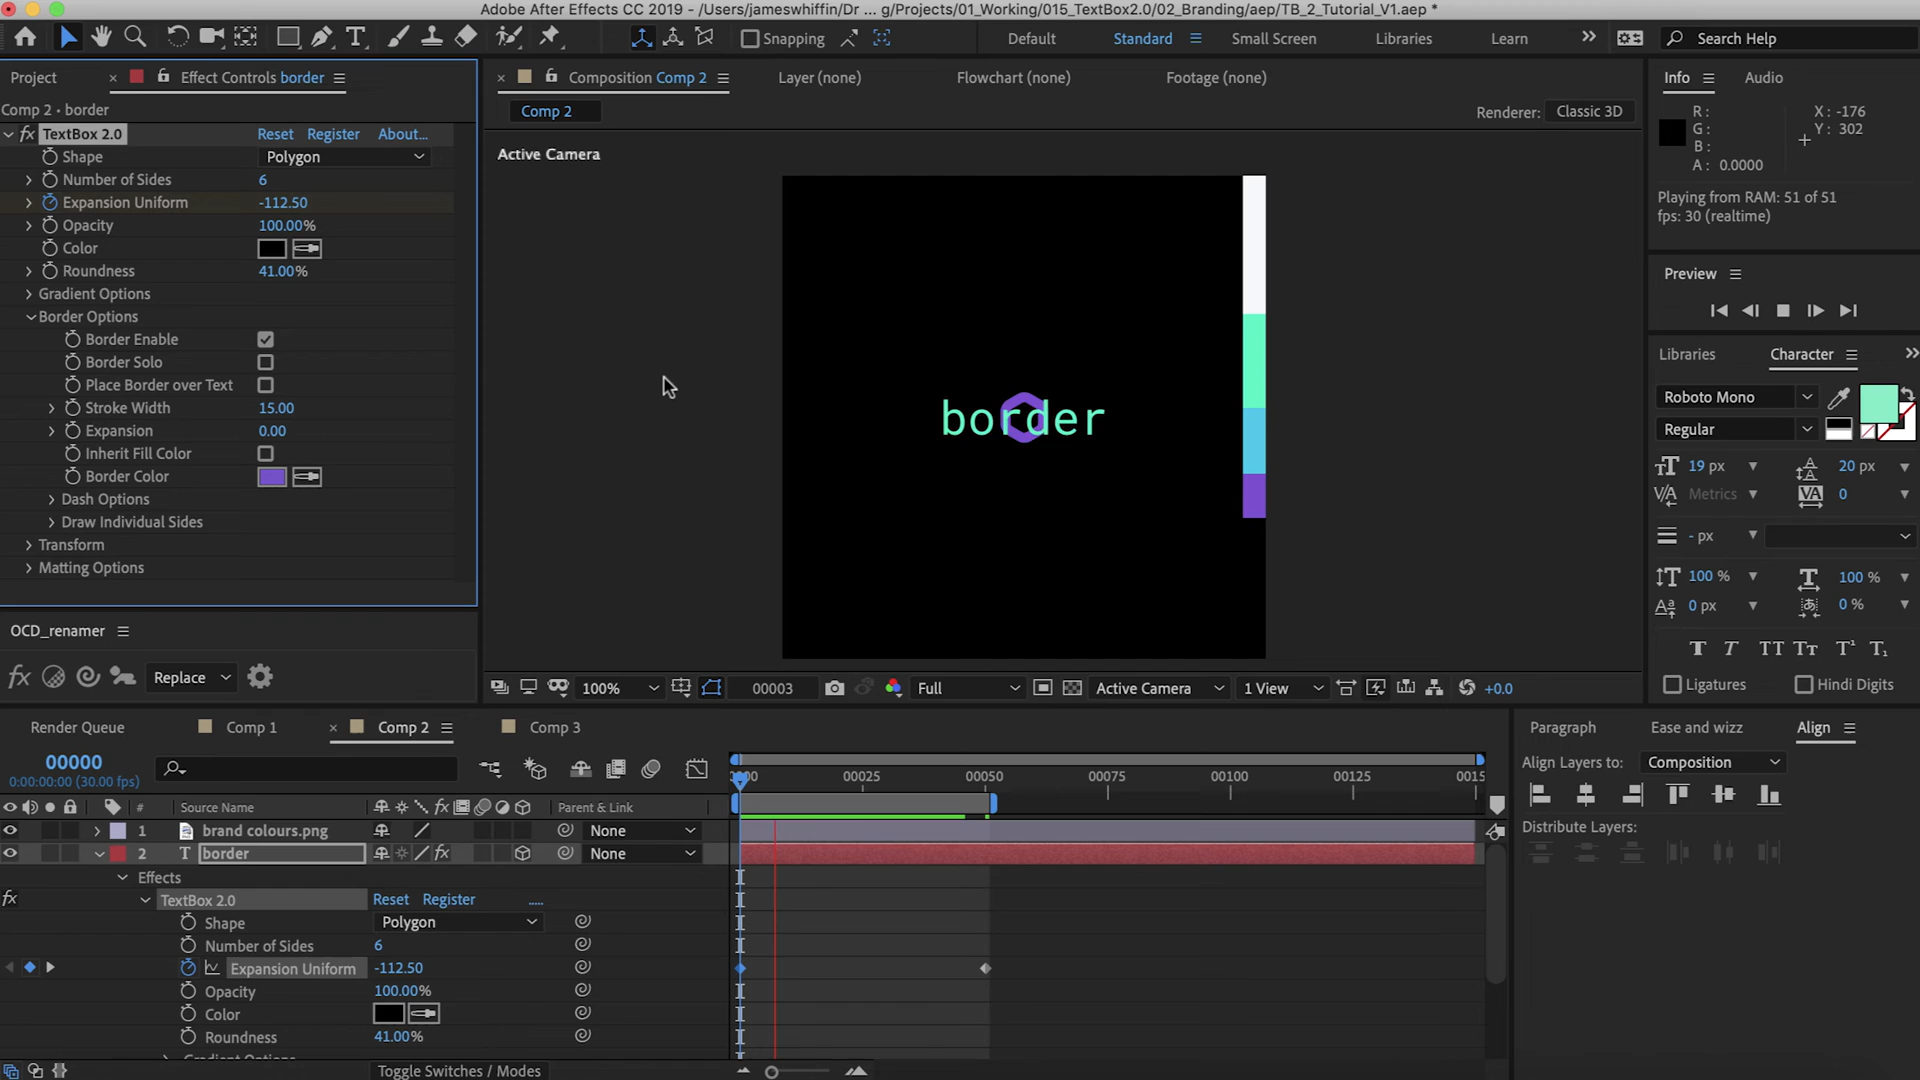 Adobe After Effects CC 2019 - /Users/jameswhiffin/Dr ... g/Projects/01_Working/015_TextBox2.0/02_Branding/aep/TB_2_Tutorial_V1.aep *
Snapping
Default
Standard
Small Screen
Libraries
Learn
Search Help
Project
Effect Controls border
Composition Comp 2
Layer (none)
Flowchart (none)
Footage (none)
Info
Audio
Comp 2 • border
Comp 2
Renderer: Classic 3D
R:
G:
B:
A: 0.0000
X: -176
Y: 302
Playing from RAM: 51 of 51
fps: 30 (realtime)
fx TextBox 2.0 Reset Register About...
Shape Polygon
Number of Sides 6
Expansion Uniform -112.50
Opacity 100.00%
Color
Roundness 41.00%
Gradient Options
Border Options
Border Enable
Border Solo
Place Border over Text
Stroke Width 15.00
Expansion 0.00
Inherit Fill Color
Border Color
Dash Options
Draw Individual Sides
Transform
Matting Options
Active Camera
border
Preview
Libraries
Character
Roboto Mono
Regular
19 px
20 px
Metrics
0
- px
100 %
100 %
0 px
0 %
Ligatures
Hindi Digits
OCD_renamer
fx Replace
100%
00003
Full
Active Camera
1 View
+0.0
Render Queue
Comp 1
Comp 2
Comp 3
00000
0:00:00:00 (30.00 fps)
00025
00050
00075
00100
00125
0015
# Source Name
Parent & Link
1 brand colours.png None
2 T border fx None
Effects
fx TextBox 2.0 Reset Register .....
Shape Polygon
Number of Sides 6
Expansion Uniform -112.50
Opacity 100.00%
Color
Roundness 41.00%
Gradient Options
Toggle Switches / Modes
Paragraph
Ease and wizz
Align
Align Layers to: Composition
Distribute Layers: